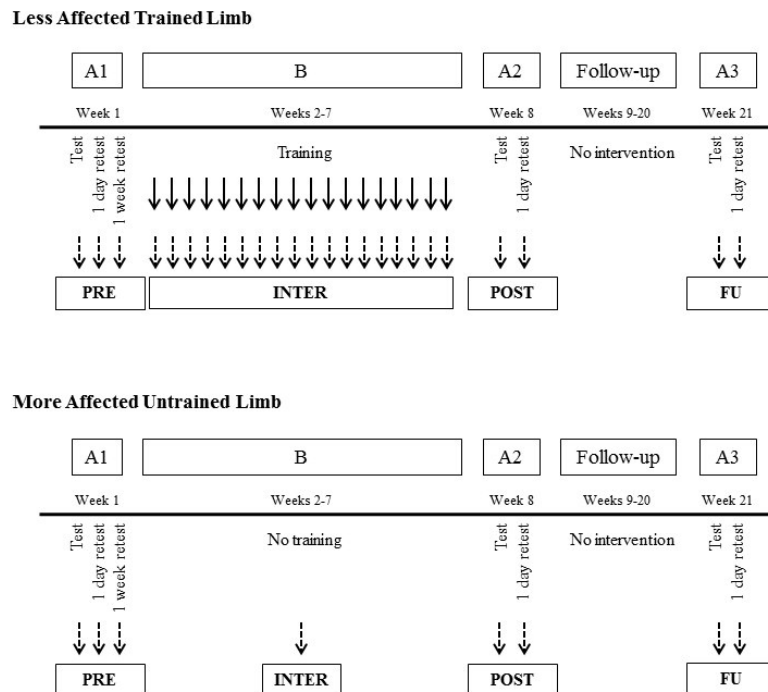 Less Affected Trained Limb
A1 B A2 Follow-up A3
Week 1 Weeks 2-7 Week 8 Weeks 9-20 Week 21
Test
1 day retest
1 week retest
Training
Test
1 day retest
No intervention
Test
1 day retest
PRE INTER POST FU
More Affected Untrained Limb
A1 B A2 Follow-up A3
Week 1 Weeks 2-7 Week 8 Weeks 9-20 Week 21
Test
1 day retest
1 week retest
No training
Test
1 day retest
No intervention
Test
1 day retest
PRE INTER POST FU